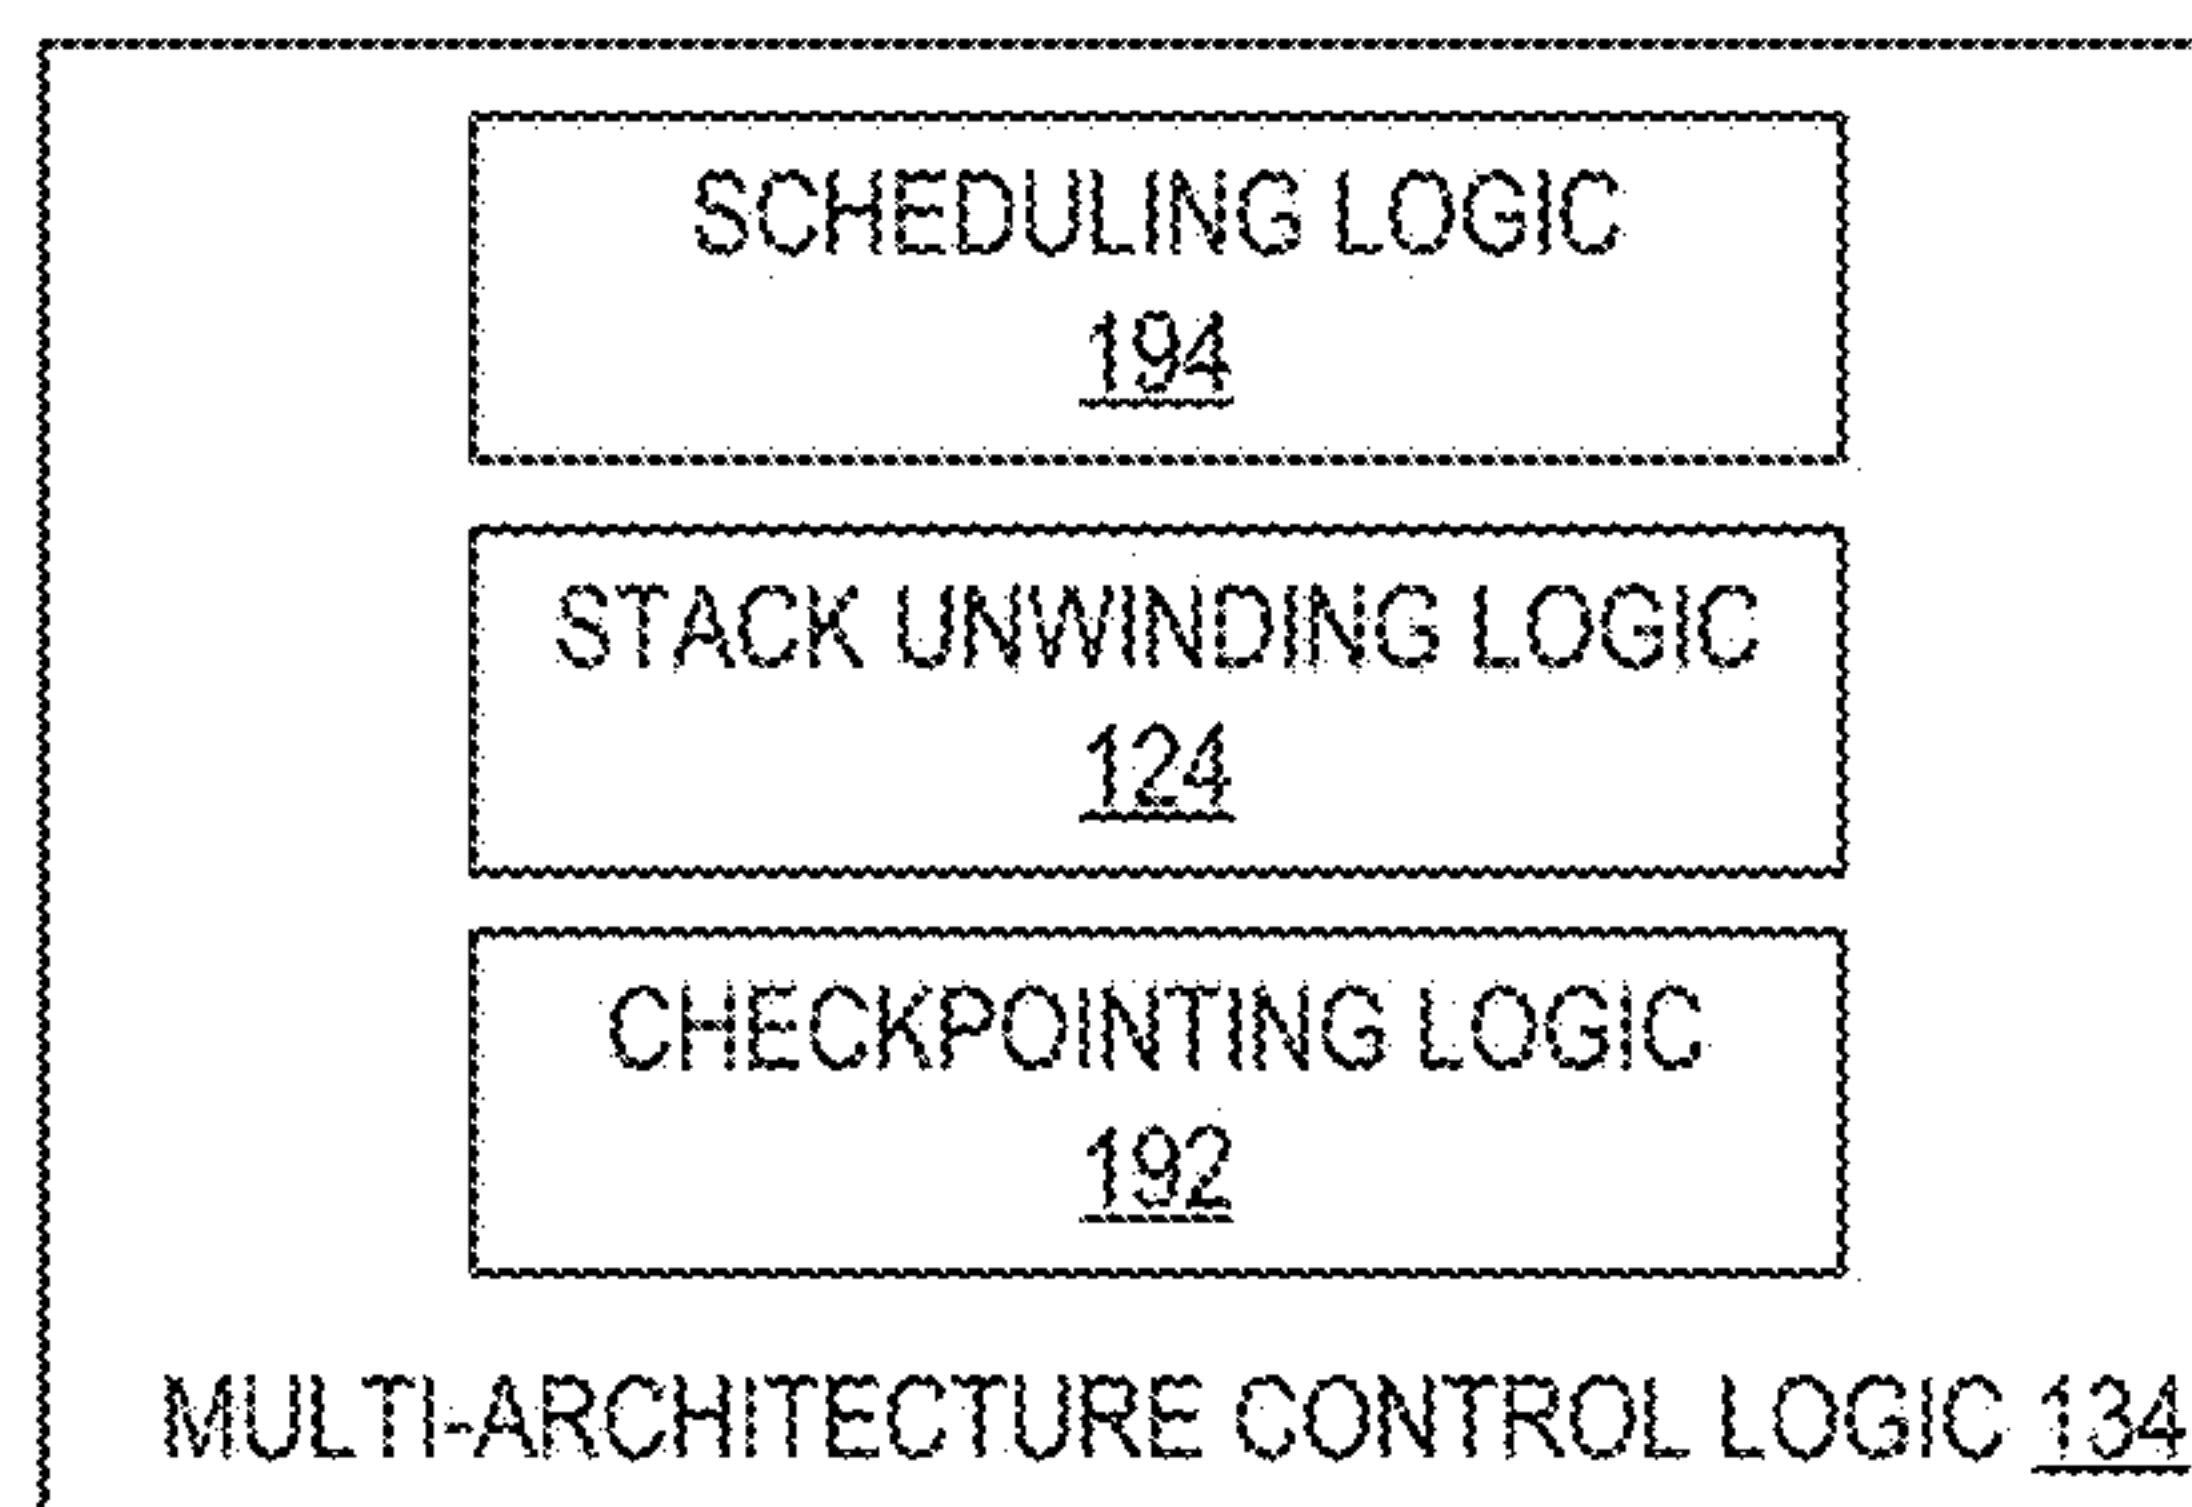 SCHEDULING LOGIC
194
STACK UNWINDING LOGIC
124
CHECKPOINTING LOGIC
192
MULTI-ARCHITECTURE CONTROL LOGIC 134